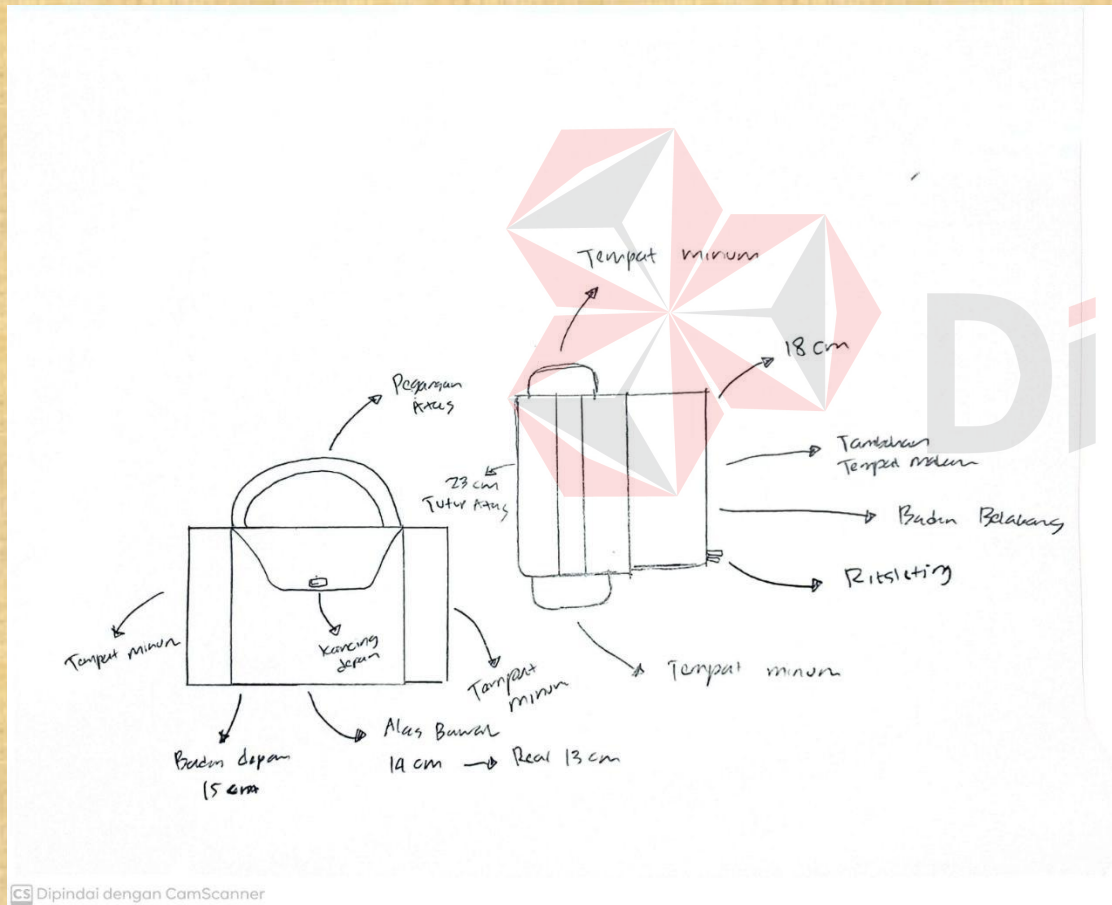 Tempat minum
18 cm
Pegangan
Atas
23 cm
Tutup Atas
Tambahan
Tempat makan
Badan Belakang
Ritsleting
Tempat minum
Kancing
depan
Tempat
minum
Tempat minum
Badan depan
15 cm
Alas Bawah
14 cm → Real 13 cm
Di
CS Dipindai dengan CamScanner